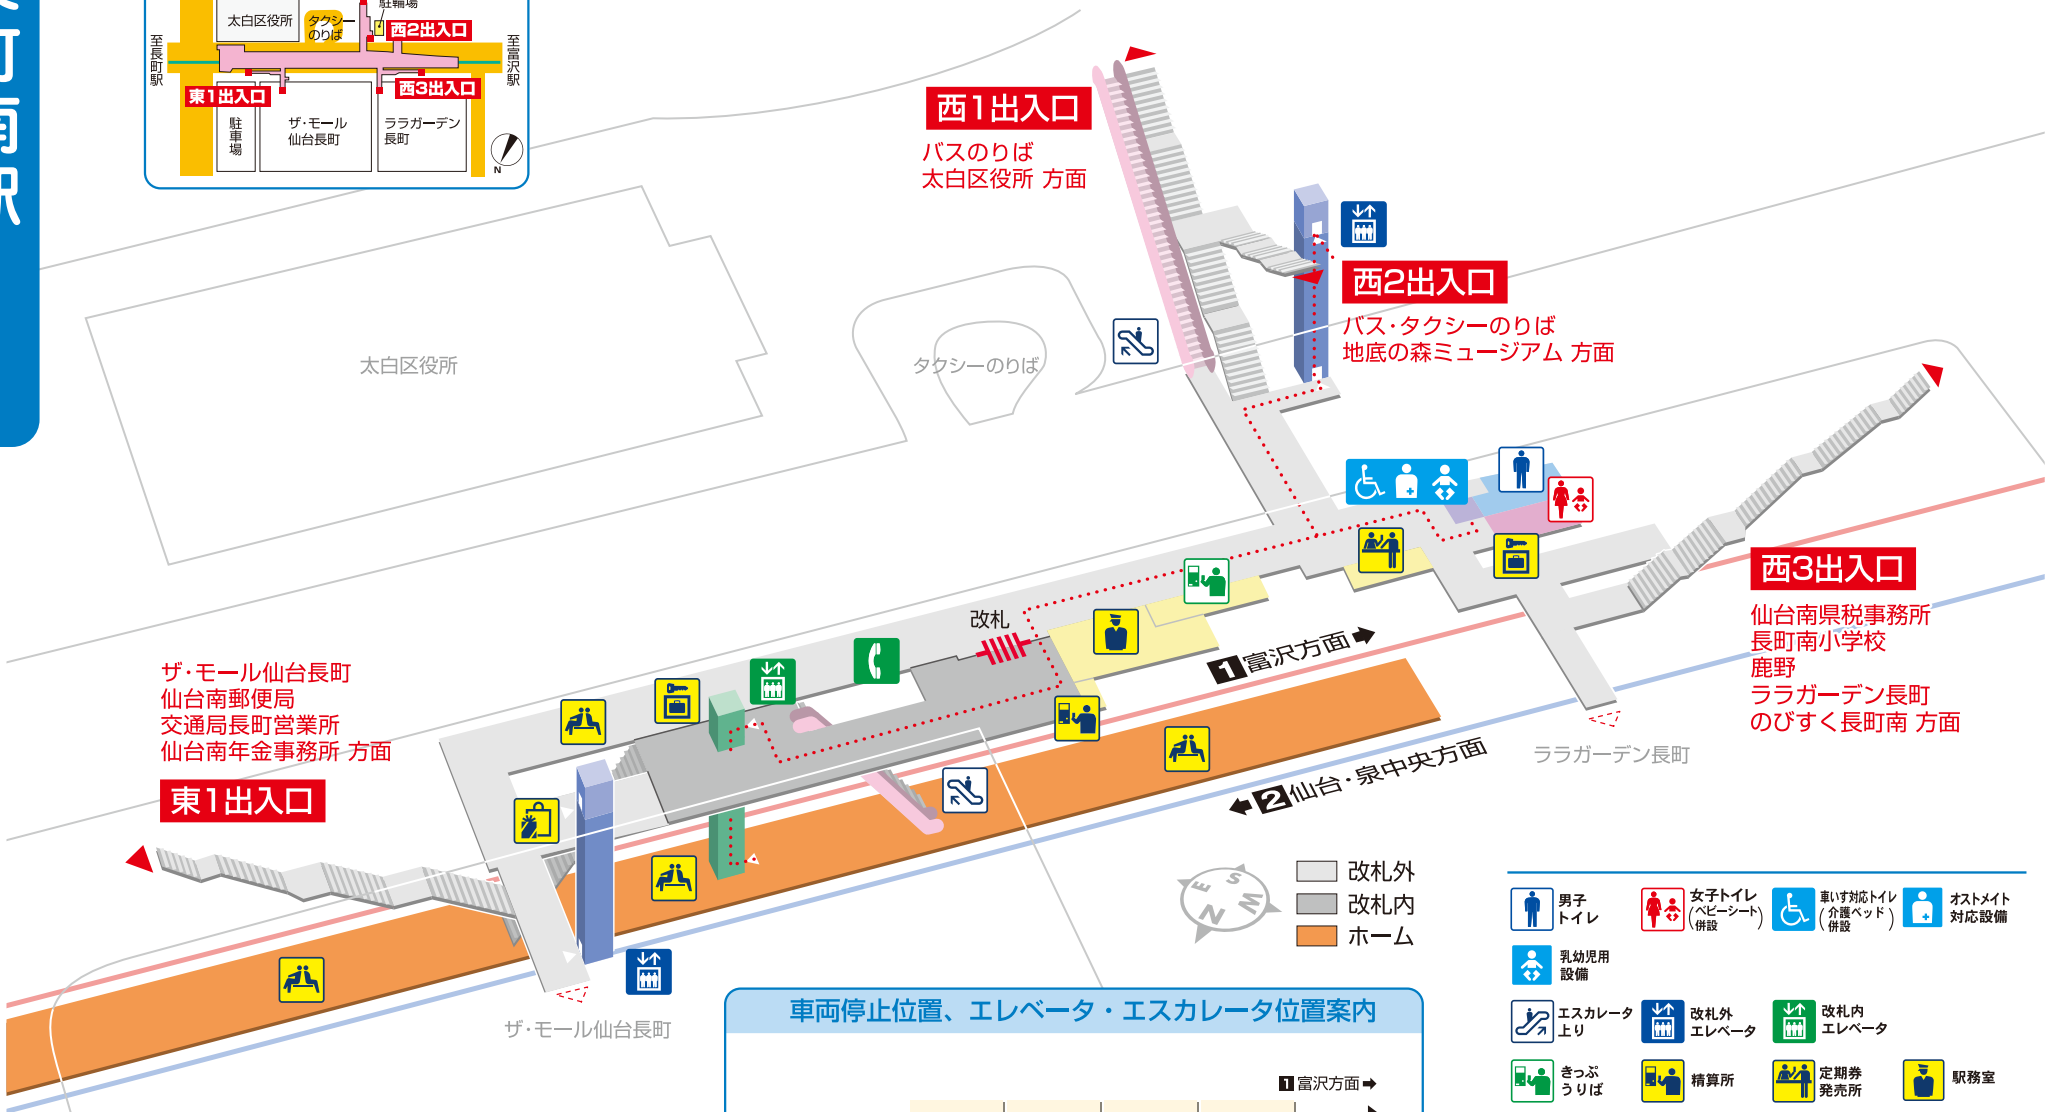 町南駅
太白区役所
タクシー
のりば
駐輪場
西2出入口
至長町駅
至富沢駅
東1出入口
西3出入口
駐車場
ザ・モール
仙台長町
ララガーデン
長町
N
西1出入口
バスのりば
太白区役所 方面
西2出入口
バス・タクシーのりば
地底の森ミュージアム 方面
太白区役所
タクシーのりば
西3出入口
仙台南県税事務所
長町南小学校
鹿野
ララガーデン長町
のびすく長町南 方面
改札
1 富沢方面
2 仙台・泉中央方面
ララガーデン長町
ザ・モール仙台長町
仙台南郵便局
交通局長町営業所
仙台南年金事務所 方面
東1出入口
ザ・モール仙台長町
E S
N W
改札外
改札内
ホーム
男子
トイレ
女子トイレ
(ベビーシート)
併設
車いす対応トイレ
(介護ベッド)
併設
オストメイト
対応設備
乳幼児用
設備
エスカレータ
上り
改札外
エレベータ
改札内
エレベータ
きっぷ
うりば
精算所
定期券
発売所
駅務室
車両停止位置、エレベータ・エスカレータ位置案内
1 富沢方面